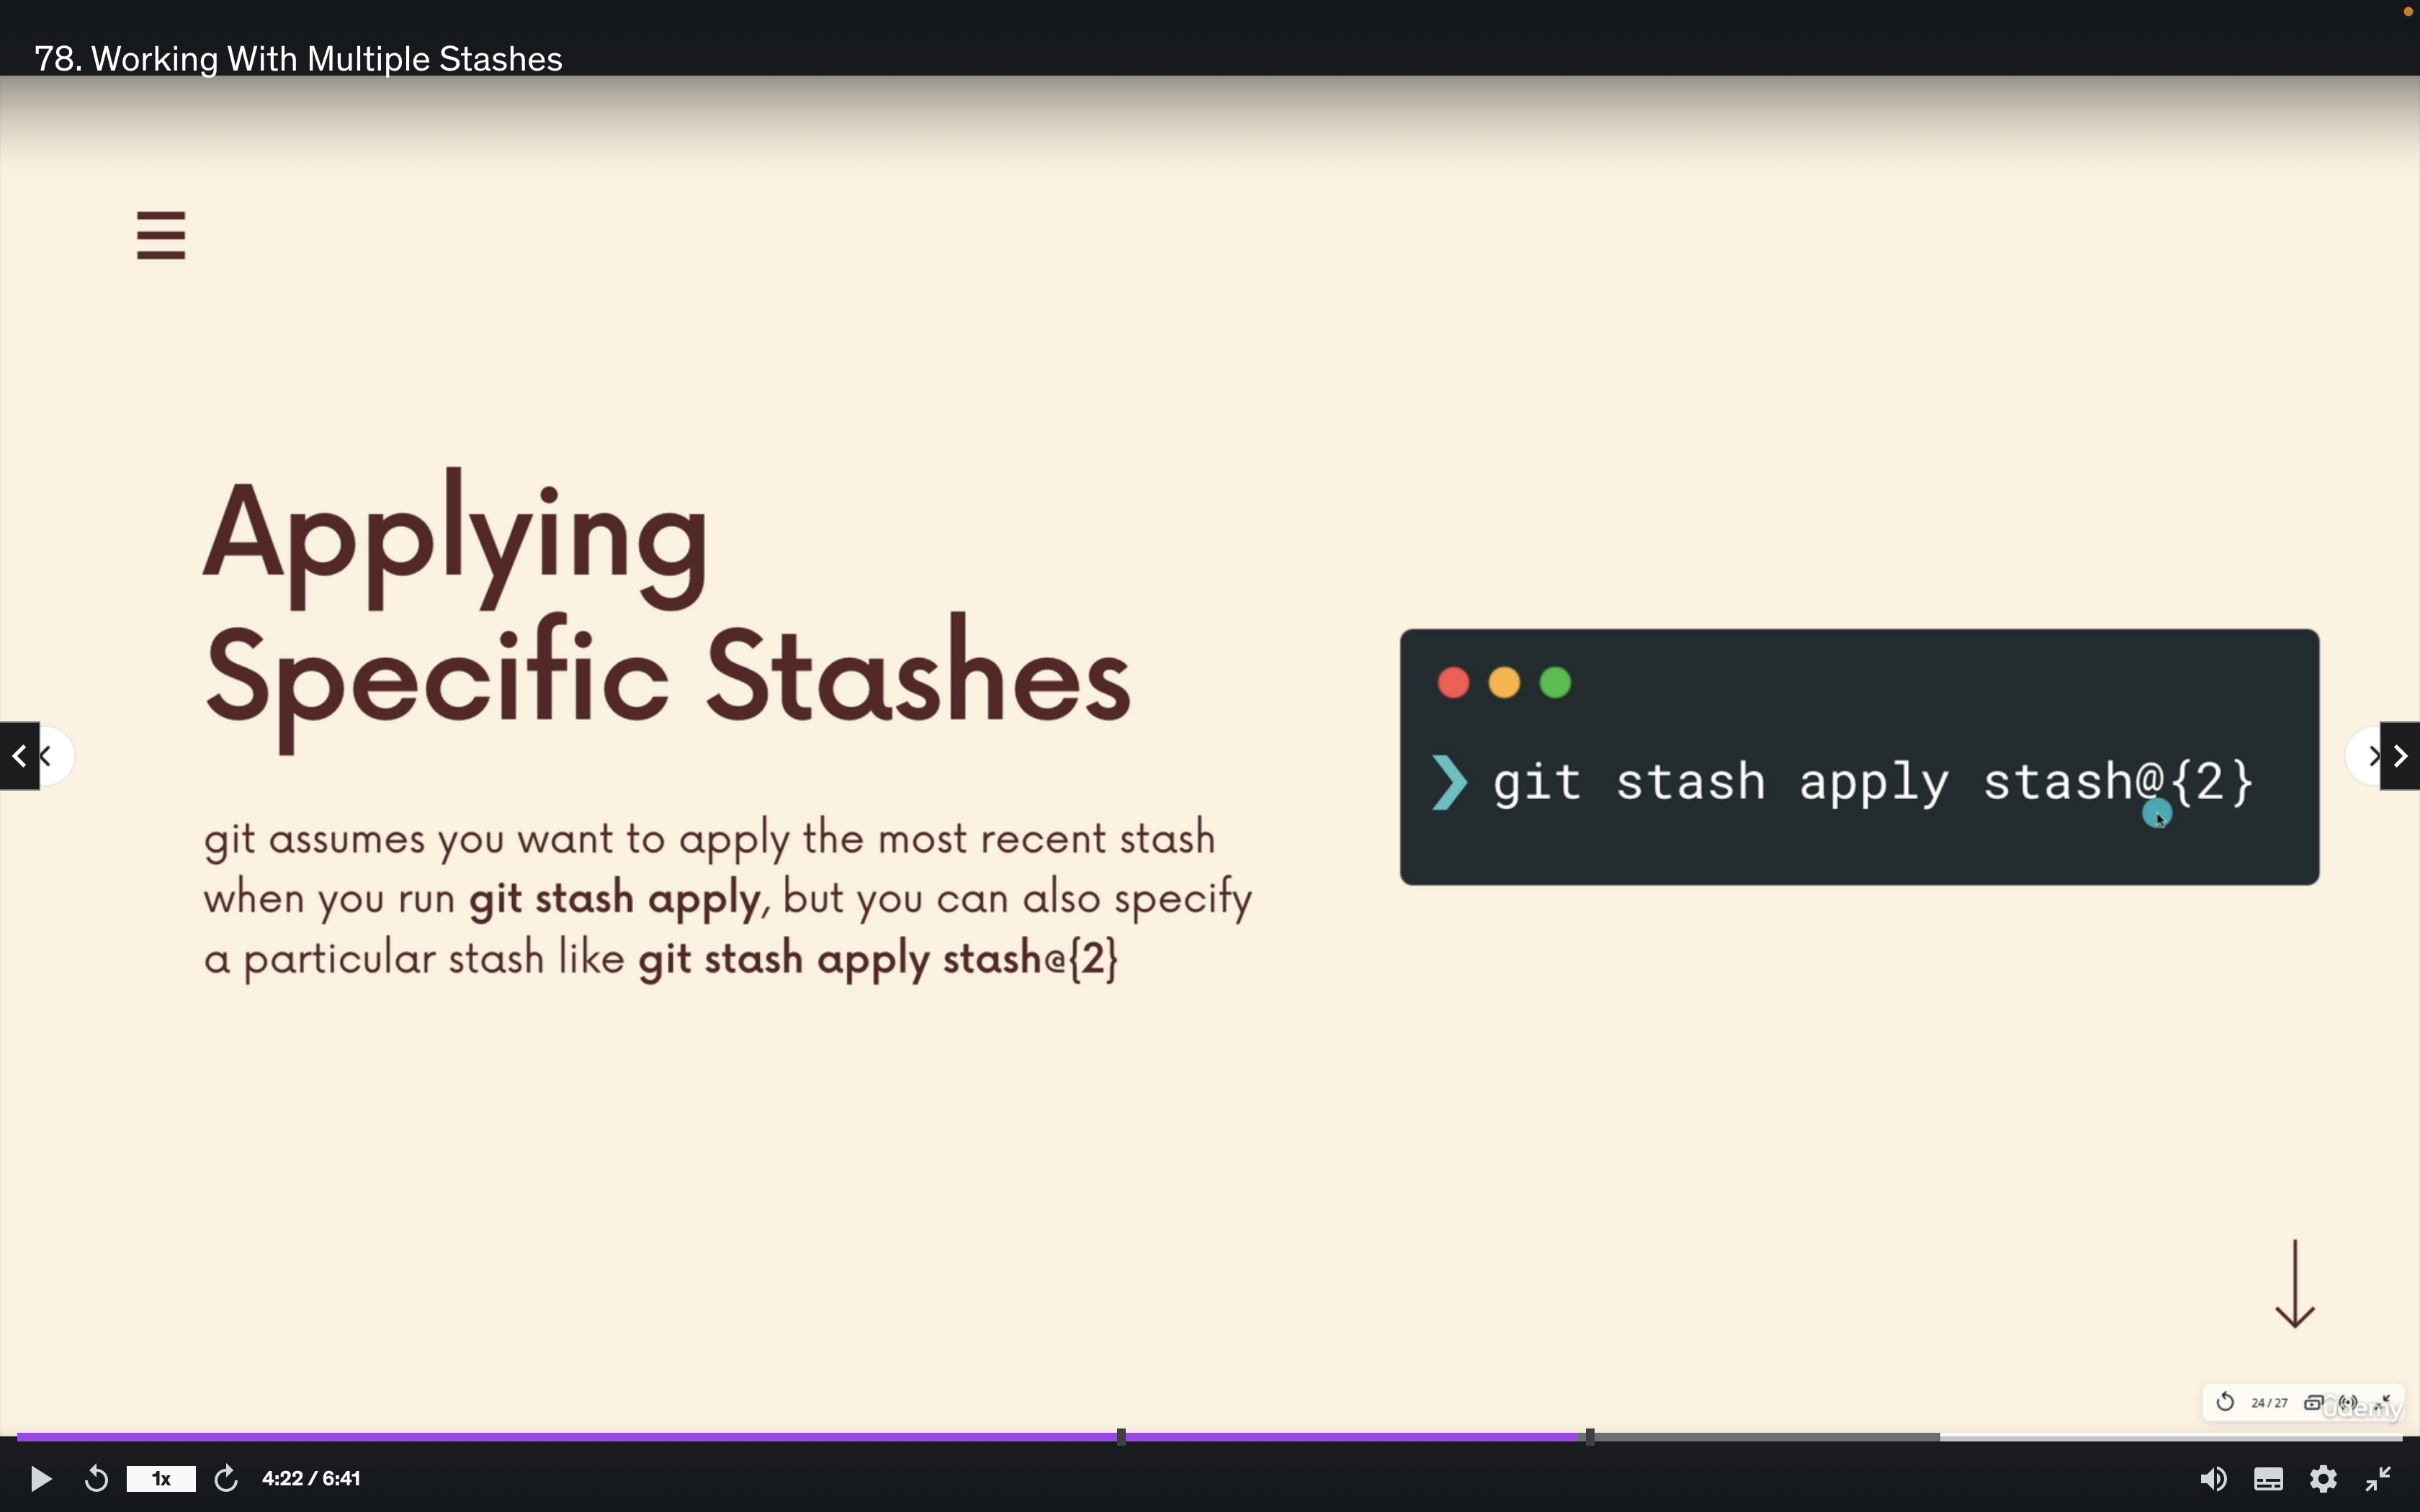 78. Working With Multiple Stashes
Applying
Specific Stashes
git assumes you want to apply the most recent stash
when you run git stash apply, but you can also specify
a particular stash like git stash apply stash@{2}
❯ git stash apply stash@{2}
24 / 27
udemy
1x
4:22 / 6:41